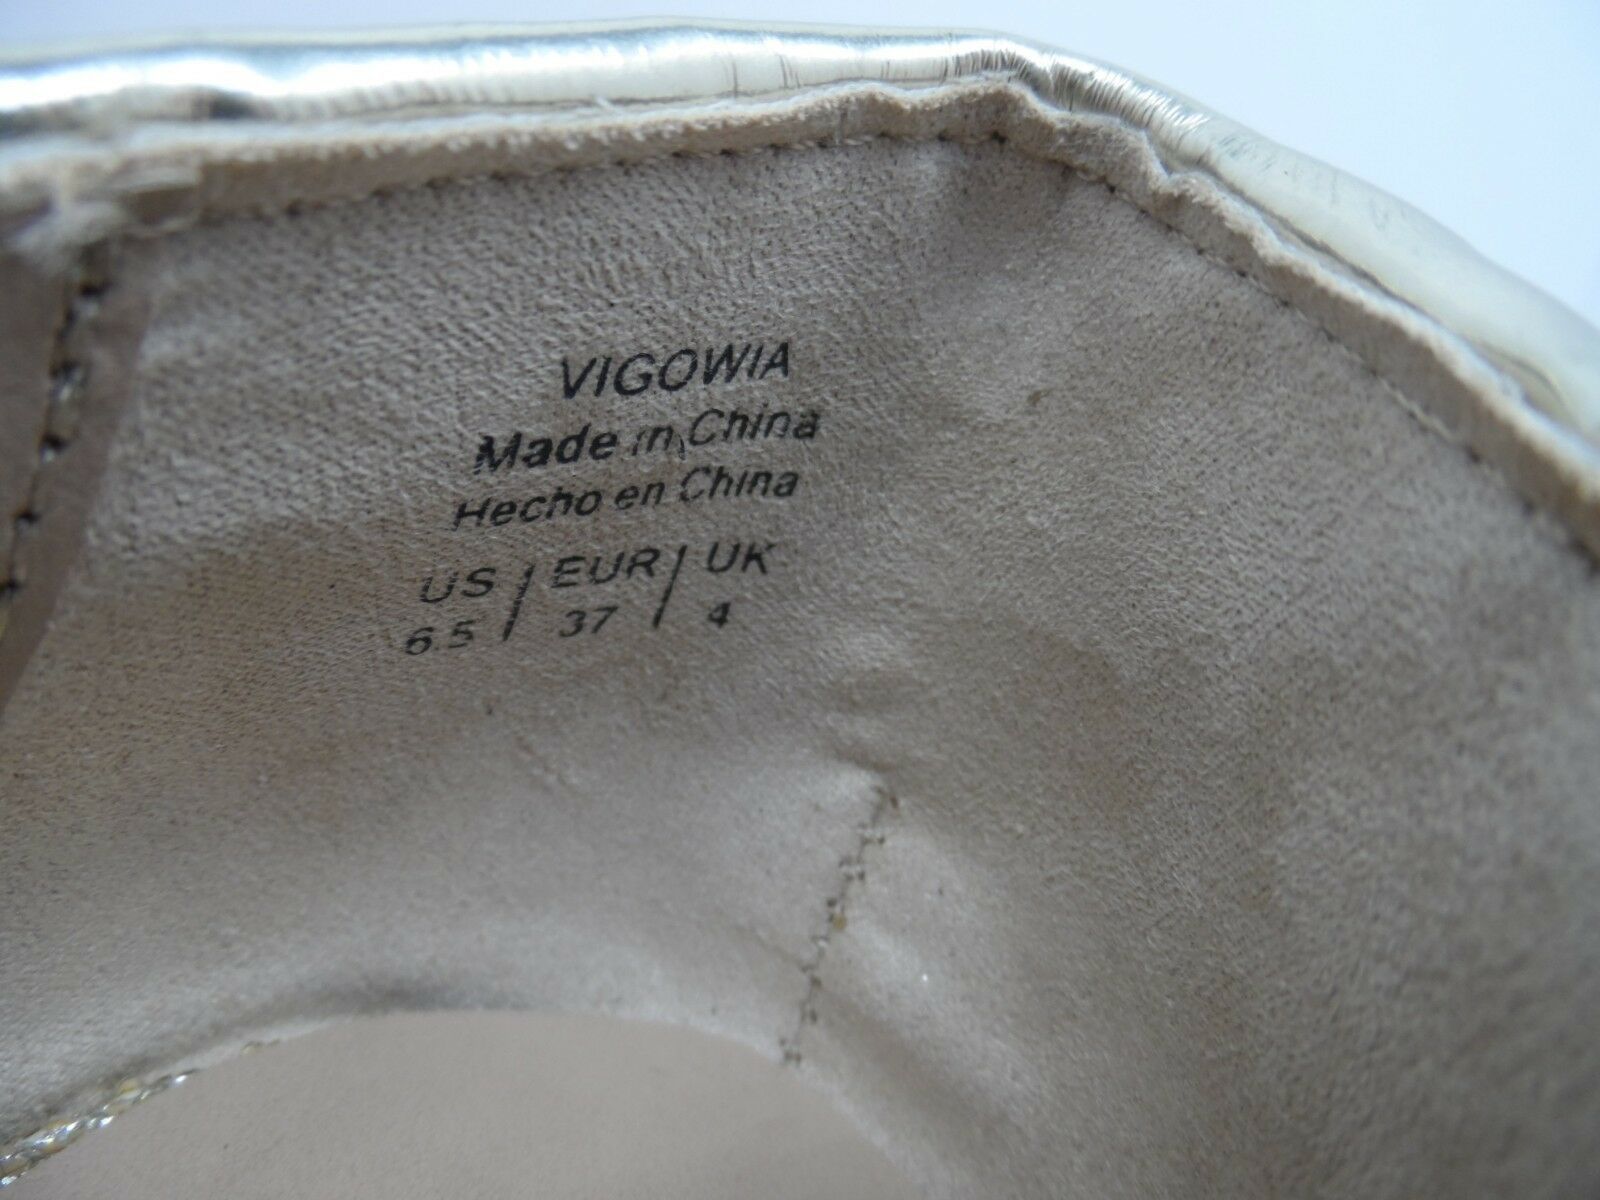 VIGOWIA
Made in China
Hecho en China
US / EUR / UK
6.5 / 37 / 4